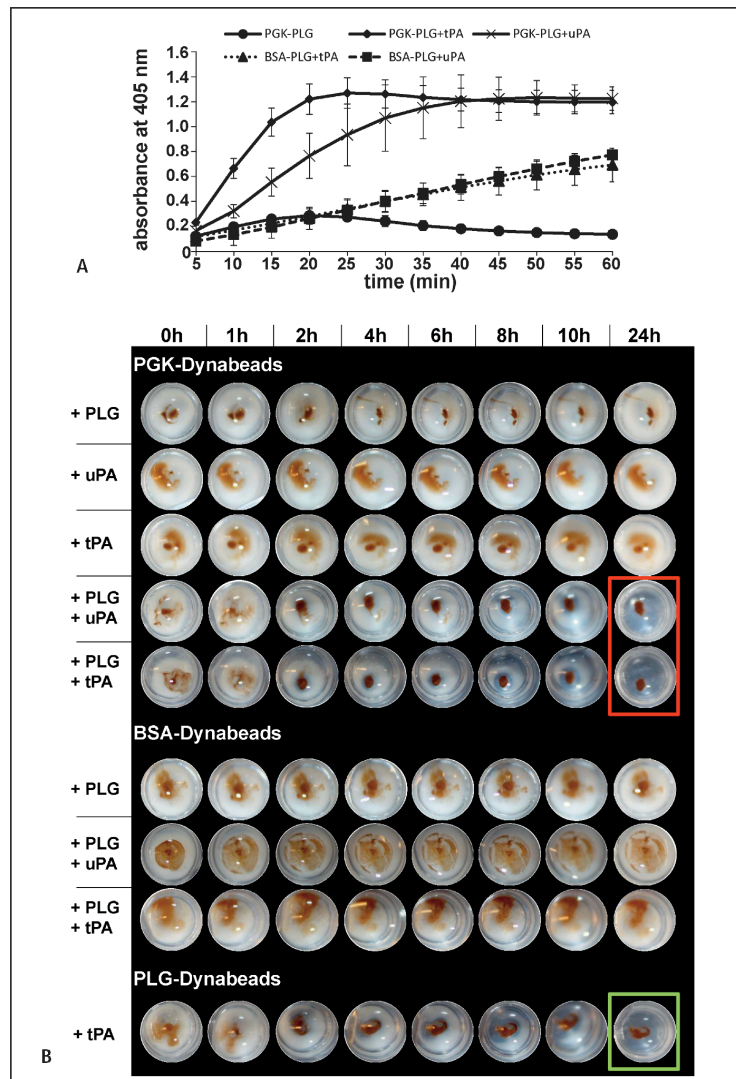 PGK-PLG PGK-PLG+tPA PGK-PLG+uPA
BSA-PLG+tPA BSA-PLG+uPA
absorbance at 405 nm
1.6
1.4
1.2
1.0
0.8
0.6
0.4
0.2
0
5 10 15 20 25 30 35 40 45 50 55 60
time (min)
A
0h 1h 2h 4h 6h 8h 10h 24h
PGK-Dynabeads
+ PLG
+ uPA
+ tPA
+ PLG
+ uPA
+ PLG
+ tPA
BSA-Dynabeads
+ PLG
+ PLG
+ uPA
+ PLG
+ tPA
PLG-Dynabeads
+ tPA
B